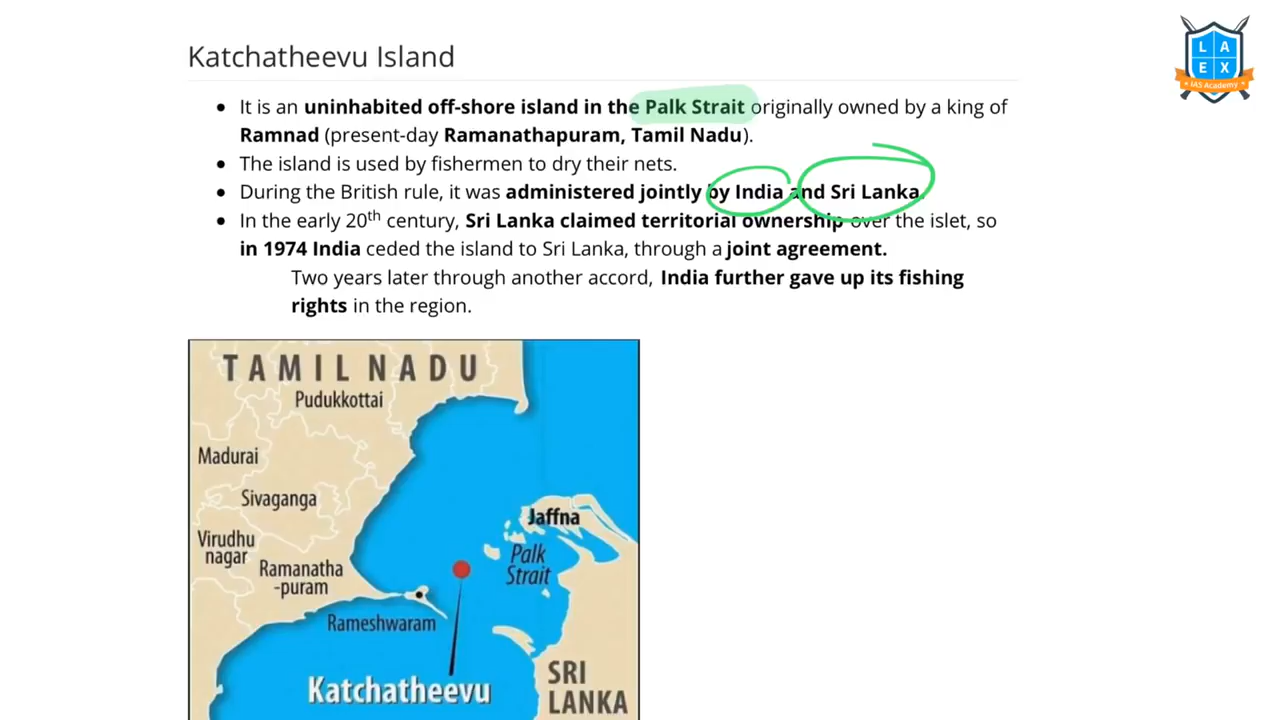 Katchatheevu Island
L A
E X
IAS Academy
• It is an uninhabited off-shore island in the Palk Strait originally owned by a king of
Ramnad (present-day Ramanathapuram, Tamil Nadu).
• The island is used by fishermen to dry their nets.
• During the British rule, it was administered jointly by India and Sri Lanka.
• In the early 20th century, Sri Lanka claimed territorial ownership over the islet, so
in 1974 India ceded the island to Sri Lanka, through a joint agreement.
Two years later through another accord, India further gave up its fishing
rights in the region.
TAMIL NADU
Pudukkottai
Madurai
Sivaganga
Jaffna
Virudhu
nagar
Palk
Strait
Ramanatha
-puram
Rameshwaram
SRI
LANKA
Katchatheevu